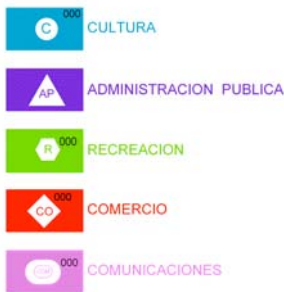 000
C CULTURA
AP ADMINISTRACION PUBLICA
000
R RECREACION
000
CO COMERCIO
000
COMUNICACIONES